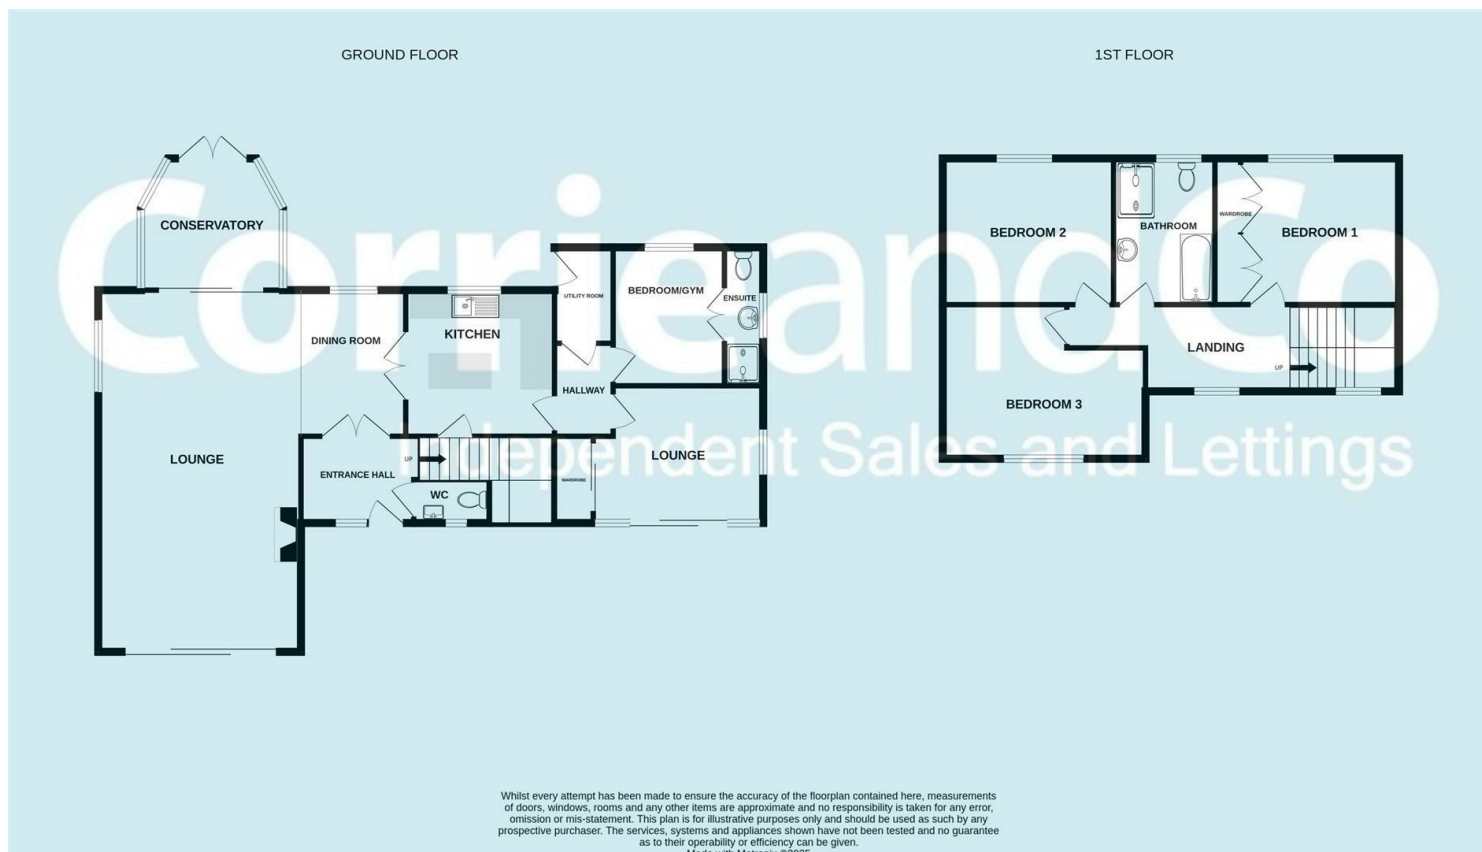 GROUND FLOOR
1ST FLOOR
CorrieandCo
Independent Sales and Lettings
CONSERVATORY
UTILITY ROOM
BEDROOM/GYM
ENSUITE
DINING ROOM
KITCHEN
HALLWAY
LOUNGE
ENTRANCE HALL
UP
WC
WARDROBE
LOUNGE
BEDROOM 2
BATHROOM
WARDROBE
BEDROOM 1
LANDING
UP
BEDROOM 3
Whilst every attempt has been made to ensure the accuracy of the floorplan contained here, measurements
of doors, windows, rooms and any other items are approximate and no responsibility is taken for any error,
omission or mis-statement. This plan is for illustrative purposes only and should be used as such by any
prospective purchaser. The services, systems and appliances shown have not been tested and no guarantee
as to their operability or efficiency can be given.
Made with Metropix ©2025